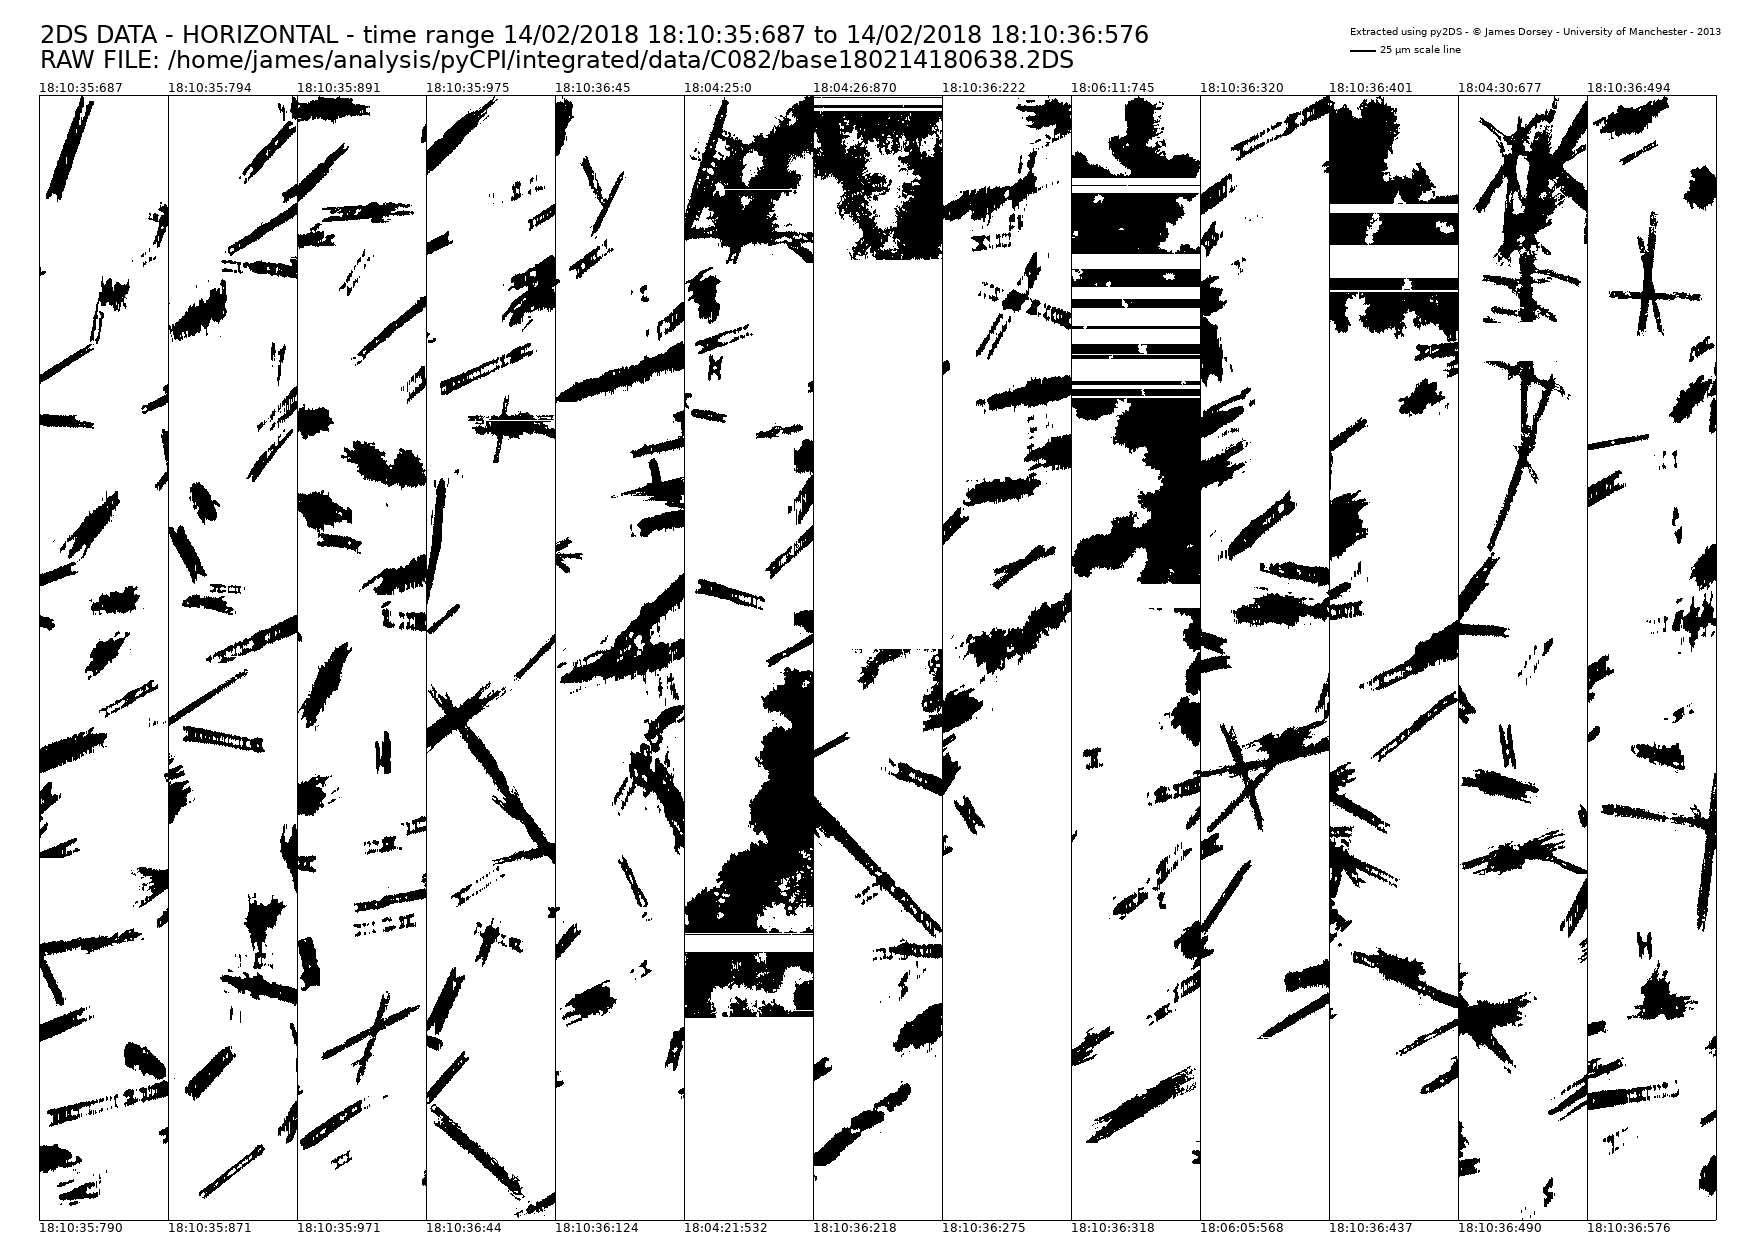 2DS DATA - HORIZONTAL - time range 14/02/2018 18:10:35:687 to 14/02/2018 18:10:36:576
RAW FILE: /home/james/analysis/pyCPI/integrated/data/C082/base180214180638.2DS
Extracted using py2DS - © James Dorsey - University of Manchester - 2013
25 µm scale line
18:10:35:687 18:10:35:794 18:10:35:891 18:10:35:975 18:10:36:45 18:04:25:0 18:04:26:870 18:10:36:222 18:06:11:745 18:10:36:320 18:10:36:401 18:04:30:677 18:10:36:494
18:10:35:790 18:10:35:871 18:10:35:971 18:10:36:44 18:10:36:124 18:04:21:532 18:10:36:218 18:10:36:275 18:10:36:318 18:06:05:568 18:10:36:437 18:10:36:490 18:10:36:576